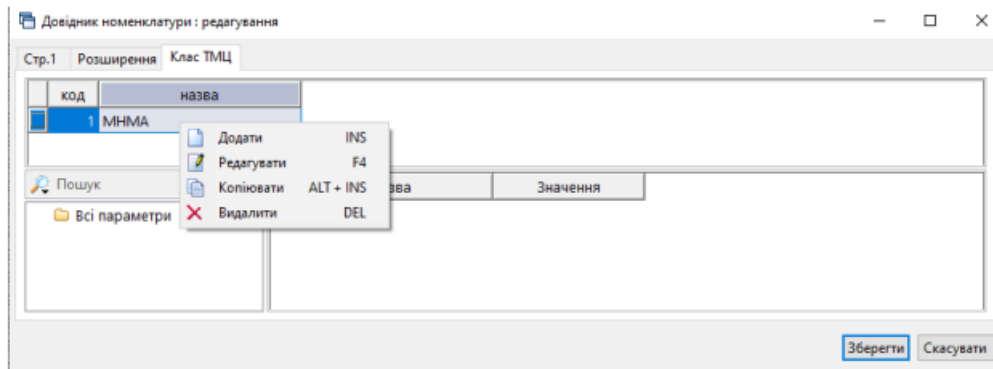 Довідник номенклатури : редагування
Стр.1 Розширення Клас ТМЦ
код назва
1 МНМА
Додати INS
Редагувати F4
Копіювати ALT + INS
Видалити DEL
Пошук
зва Значення
Всі параметри
Зберегти Скасувати